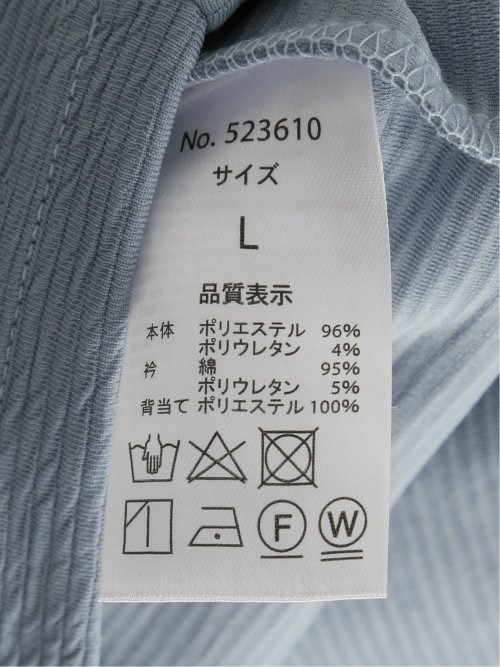 No. 523610
サイズ
L
品質表示
本体 ポリエステル 96%
ポリウレタン 4%
衿 綿 95%
ポリウレタン 5%
背当て ポリエステル 100%
F W